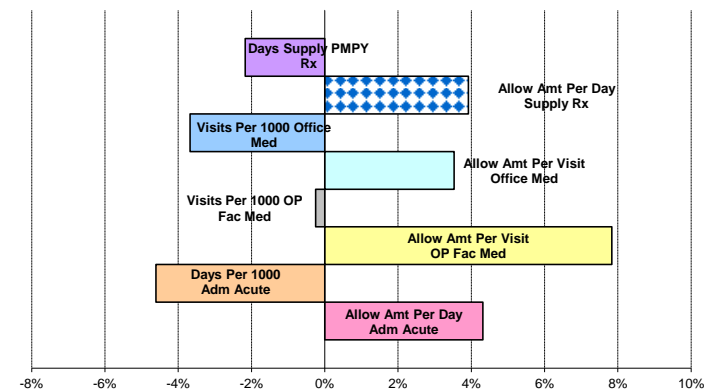 Days Supply PMPY
Rx
Allow Amt Per Day
Supply Rx
Visits Per 1000 Office
Med
Allow Amt Per Visit
Office Med
Visits Per 1000 OP
Fac Med
Allow Amt Per Visit
OP Fac Med
Days Per 1000
Adm Acute
Allow Amt Per Day
Adm Acute
-8% -6% -4% -2% 0% 2% 4% 6% 8% 10%